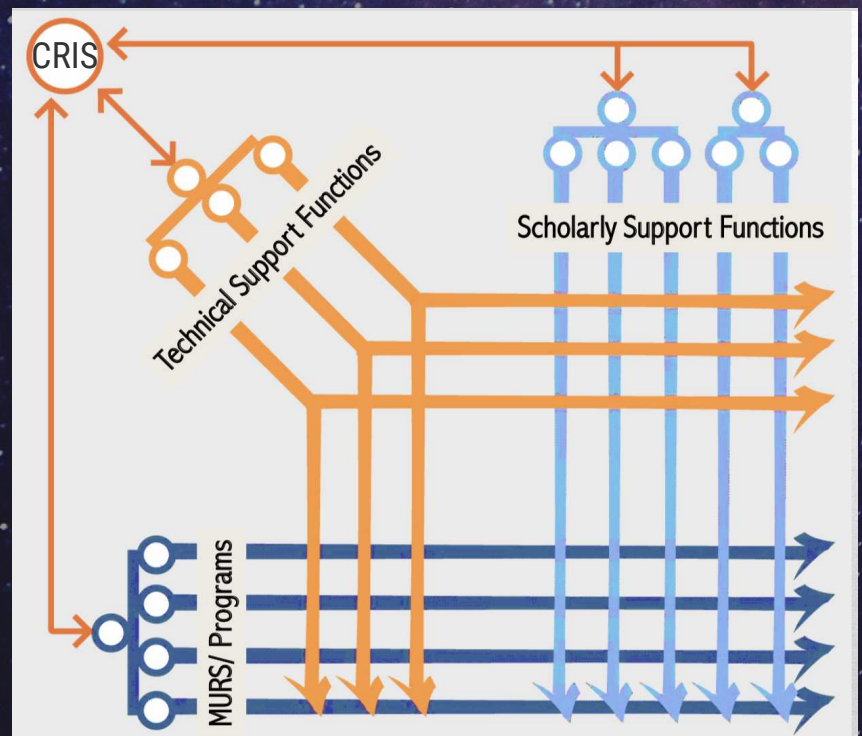 CRIS
Technical Support Functions
Scholarly Support Functions
MURS/ Programs